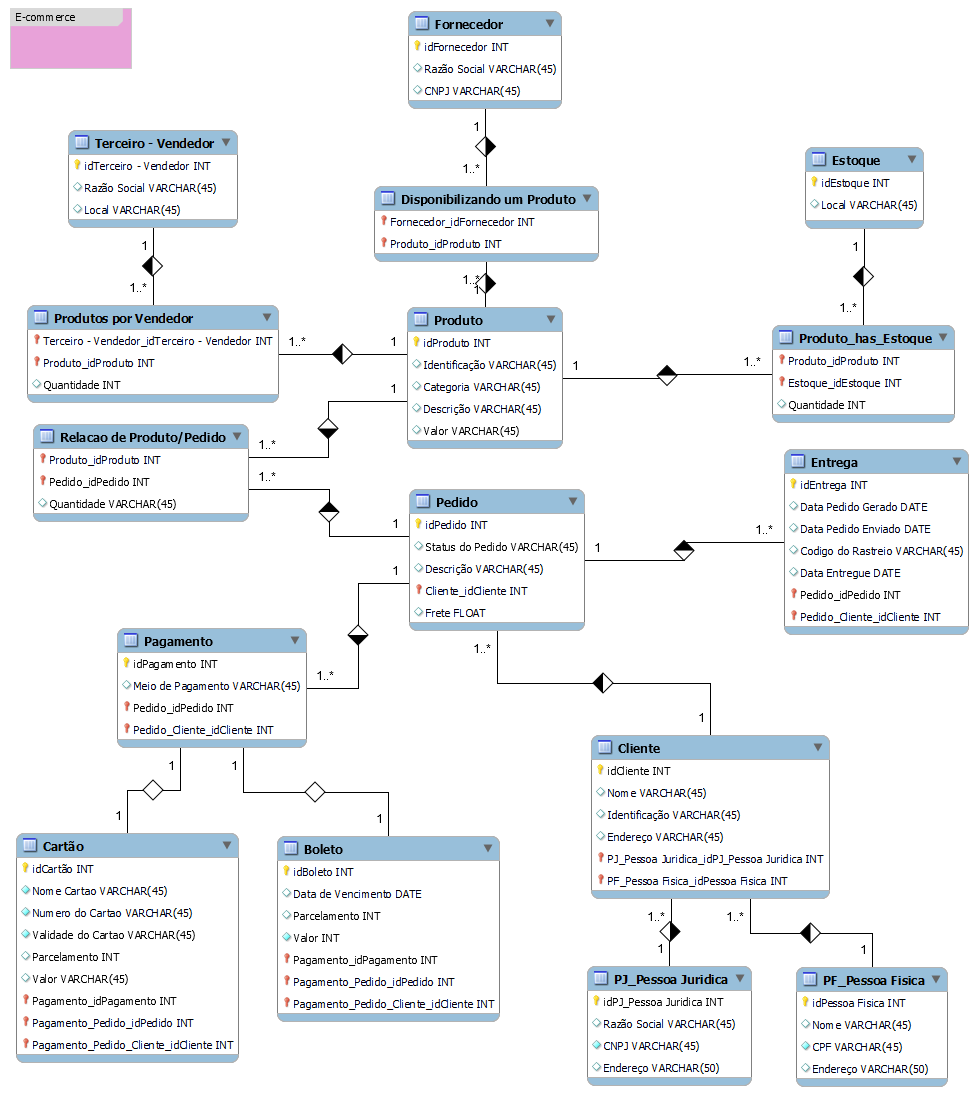 E-commerce
Fornecedor
idFornecedor INT
Razão Social VARCHAR(45)
CNPJ VARCHAR(45)
1
1..*
Terceiro - Vendedor
idTerceiro - Vendedor INT
Razão Social VARCHAR(45)
Local VARCHAR(45)
1
1..*
Disponibilizando um Produto
Fornecedor_idFornecedor INT
Produto_idProduto INT
1..*
1
Estoque
idEstoque INT
Local VARCHAR(45)
1
1..*
Produtos por Vendedor
Terceiro - Vendedor_idTerceiro - Vendedor INT
Produto_idProduto INT
Quantidade INT
1..*
1
Produto
idProduto INT
Identificação VARCHAR(45)
Categoria VARCHAR(45)
Descrição VARCHAR(45)
Valor VARCHAR(45)
1
1..*
Produto_has_Estoque
Produto_idProduto INT
Estoque_idEstoque INT
Quantidade INT
1
1..*
Relacao de Produto/Pedido
Produto_idProduto INT
Pedido_idPedido INT
Quantidade VARCHAR(45)
1..*
1
Pedido
idPedido INT
Status do Pedido VARCHAR(45)
Descrição VARCHAR(45)
Cliente_idCliente INT
Frete FLOAT
1
1..*
Entrega
idEntrega INT
Data Pedido Gerado DATE
Data Pedido Enviado DATE
Codigo do Rastreio VARCHAR(45)
Data Entregue DATE
Pedido_idPedido INT
Pedido_Cliente_idCliente INT
1
1..*
Pagamento
idPagamento INT
Meio de Pagamento VARCHAR(45)
Pedido_idPedido INT
Pedido_Cliente_idCliente INT
1..*
1
Cliente
idCliente INT
Nome VARCHAR(45)
Identificação VARCHAR(45)
Endereço VARCHAR(45)
PJ_Pessoa Juridica_idPJ_Pessoa Juridica INT
PF_Pessoa Fisica_idPessoa Fisica INT
1
1
1
1
Cartão
idCartão INT
Nome Cartao VARCHAR(45)
Numero do Cartao VARCHAR(45)
Validade do Cartao VARCHAR(45)
Parcelamento INT
Valor VARCHAR(45)
Pagamento_idPagamento INT
Pagamento_Pedido_idPedido INT
Pagamento_Pedido_Cliente_idCliente INT
Boleto
idBoleto INT
Data de Vencimento DATE
Parcelamento INT
Valor INT
Pagamento_idPagamento INT
Pagamento_Pedido_idPedido INT
Pagamento_Pedido_Cliente_idCliente INT
1..*
1
1..*
1
PJ_Pessoa Juridica
idPJ_Pessoa Juridica INT
Razão Social VARCHAR(45)
CNPJ VARCHAR(45)
Endereço VARCHAR(50)
PF_Pessoa Fisica
idPessoa Fisica INT
Nome VARCHAR(45)
CPF VARCHAR(45)
Endereço VARCHAR(50)